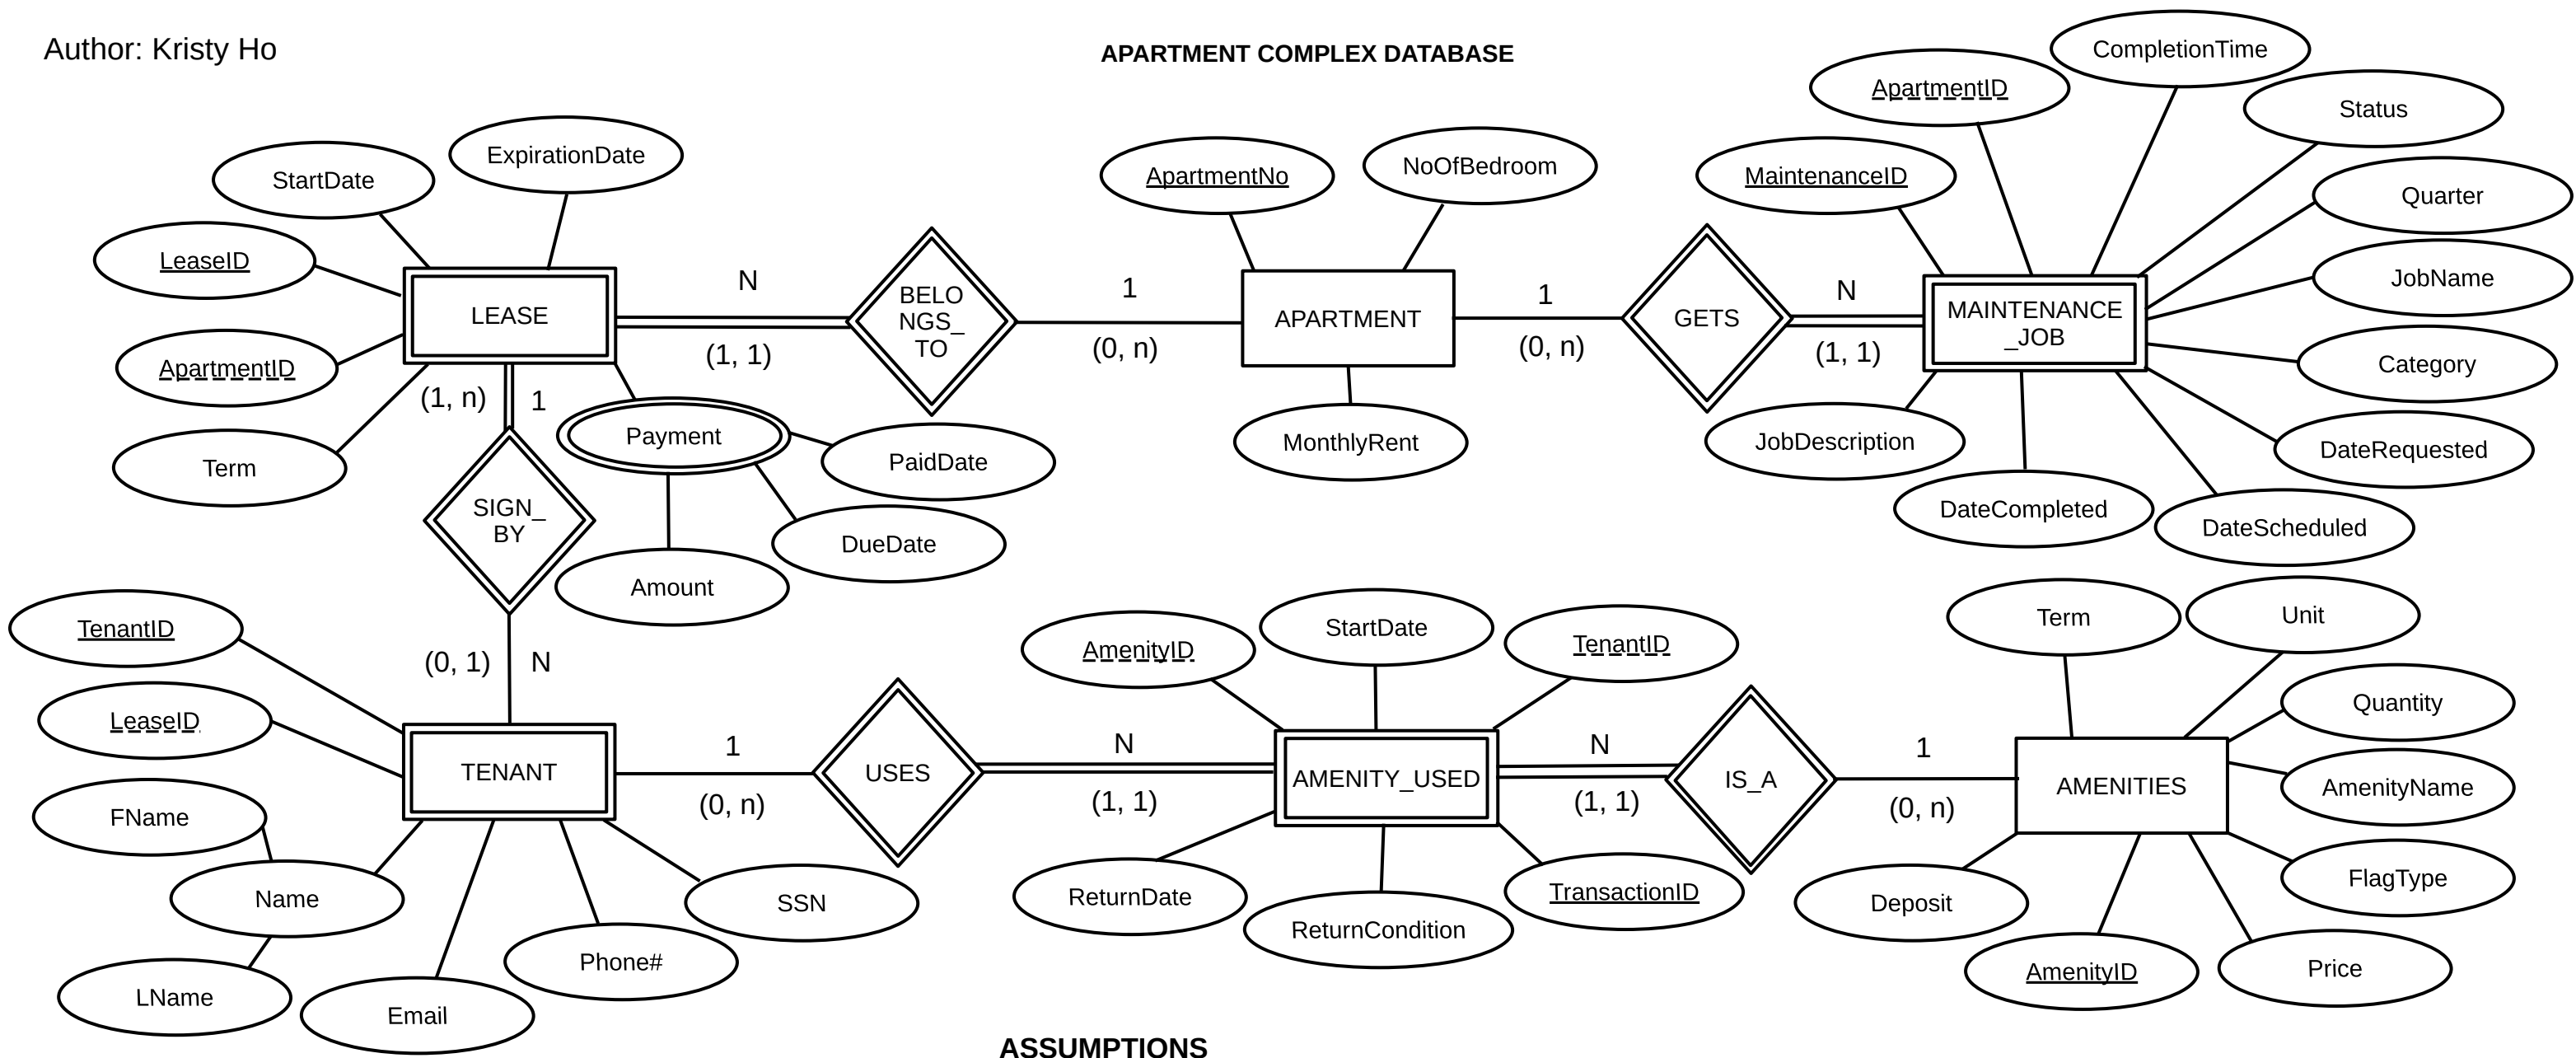 Author: Kristy Ho
APARTMENT COMPLEX DATABASE
CompletionTime
ApartmentID
Status
StartDate
ExpirationDate
ApartmentNo
NoOfBedroom
MaintenanceID
Quarter
LeaseID
JobName
LEASE
N
(1, 1)
BELO
NGS_
TO
1
(0, n)
APARTMENT
1
(0, n)
GETS
N
(1, 1)
MAINTENANCE
_JOB
Category
ApartmentID
Term
(1, n)
1
Payment
PaidDate
DueDate
Amount
MonthlyRent
JobDescription
DateRequested
DateCompleted
DateScheduled
SIGN_
BY
(0, 1)
N
TenantID
LeaseID
AmenityID
StartDate
TenantID
Term
Unit
Quantity
TENANT
1
(0, n)
USES
N
(1, 1)
AMENITY_USED
N
(1, 1)
IS_A
1
(0, n)
AMENITIES
AmenityName
FName
Name
LName
Email
Phone#
SSN
ReturnDate
ReturnCondition
TransactionID
Deposit
AmenityID
Price
FlagType
ASSUMPTIONS